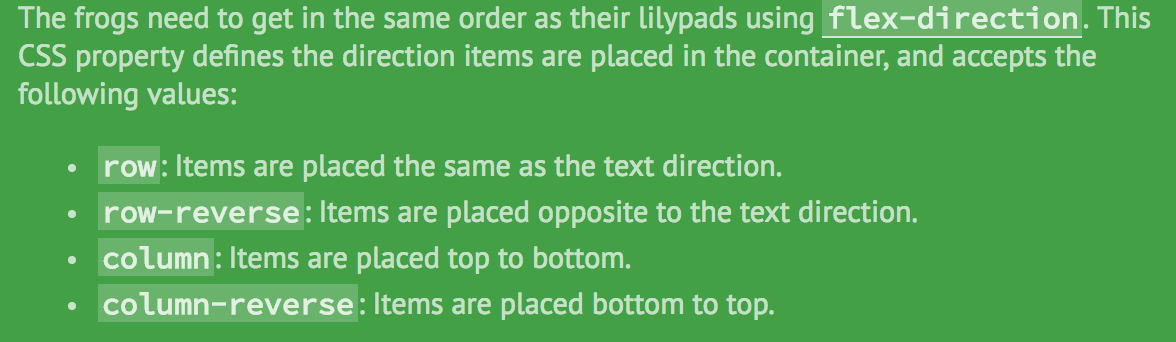 The frogs need to get in the same order as their lilypads using flex-direction. This
CSS property defines the direction items are placed in the container, and accepts the
following values:
• row: Items are placed the same as the text direction.
• row-reverse: Items are placed opposite to the text direction.
• column: Items are placed top to bottom.
• column-reverse: Items are placed bottom to top.